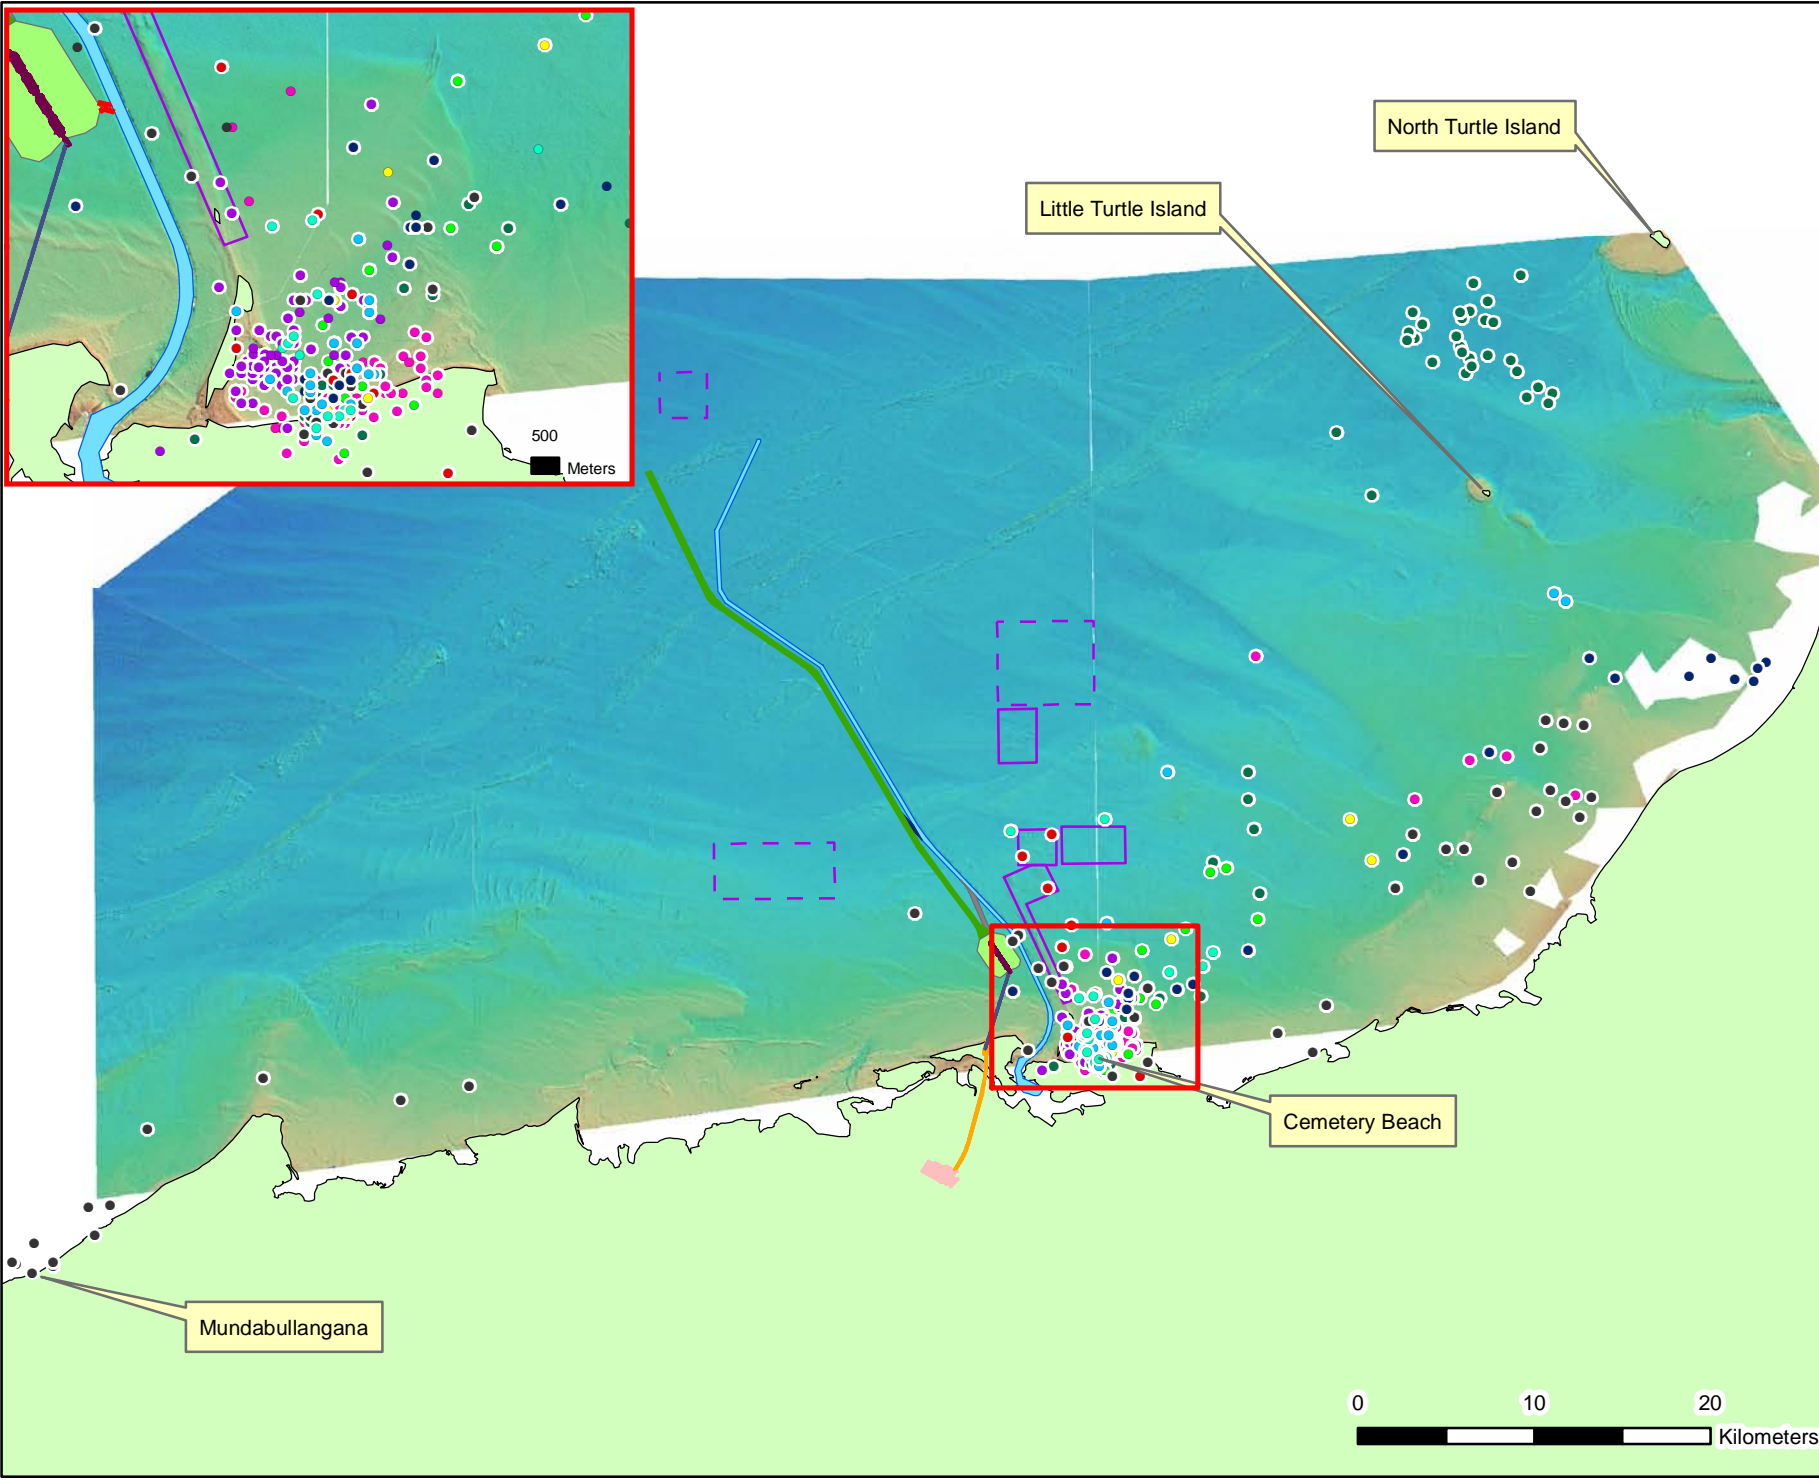 North Turtle Island
Little Turtle Island
500
Meters
Cemetery Beach
Mundabullangana
0 10 20
Kilometers